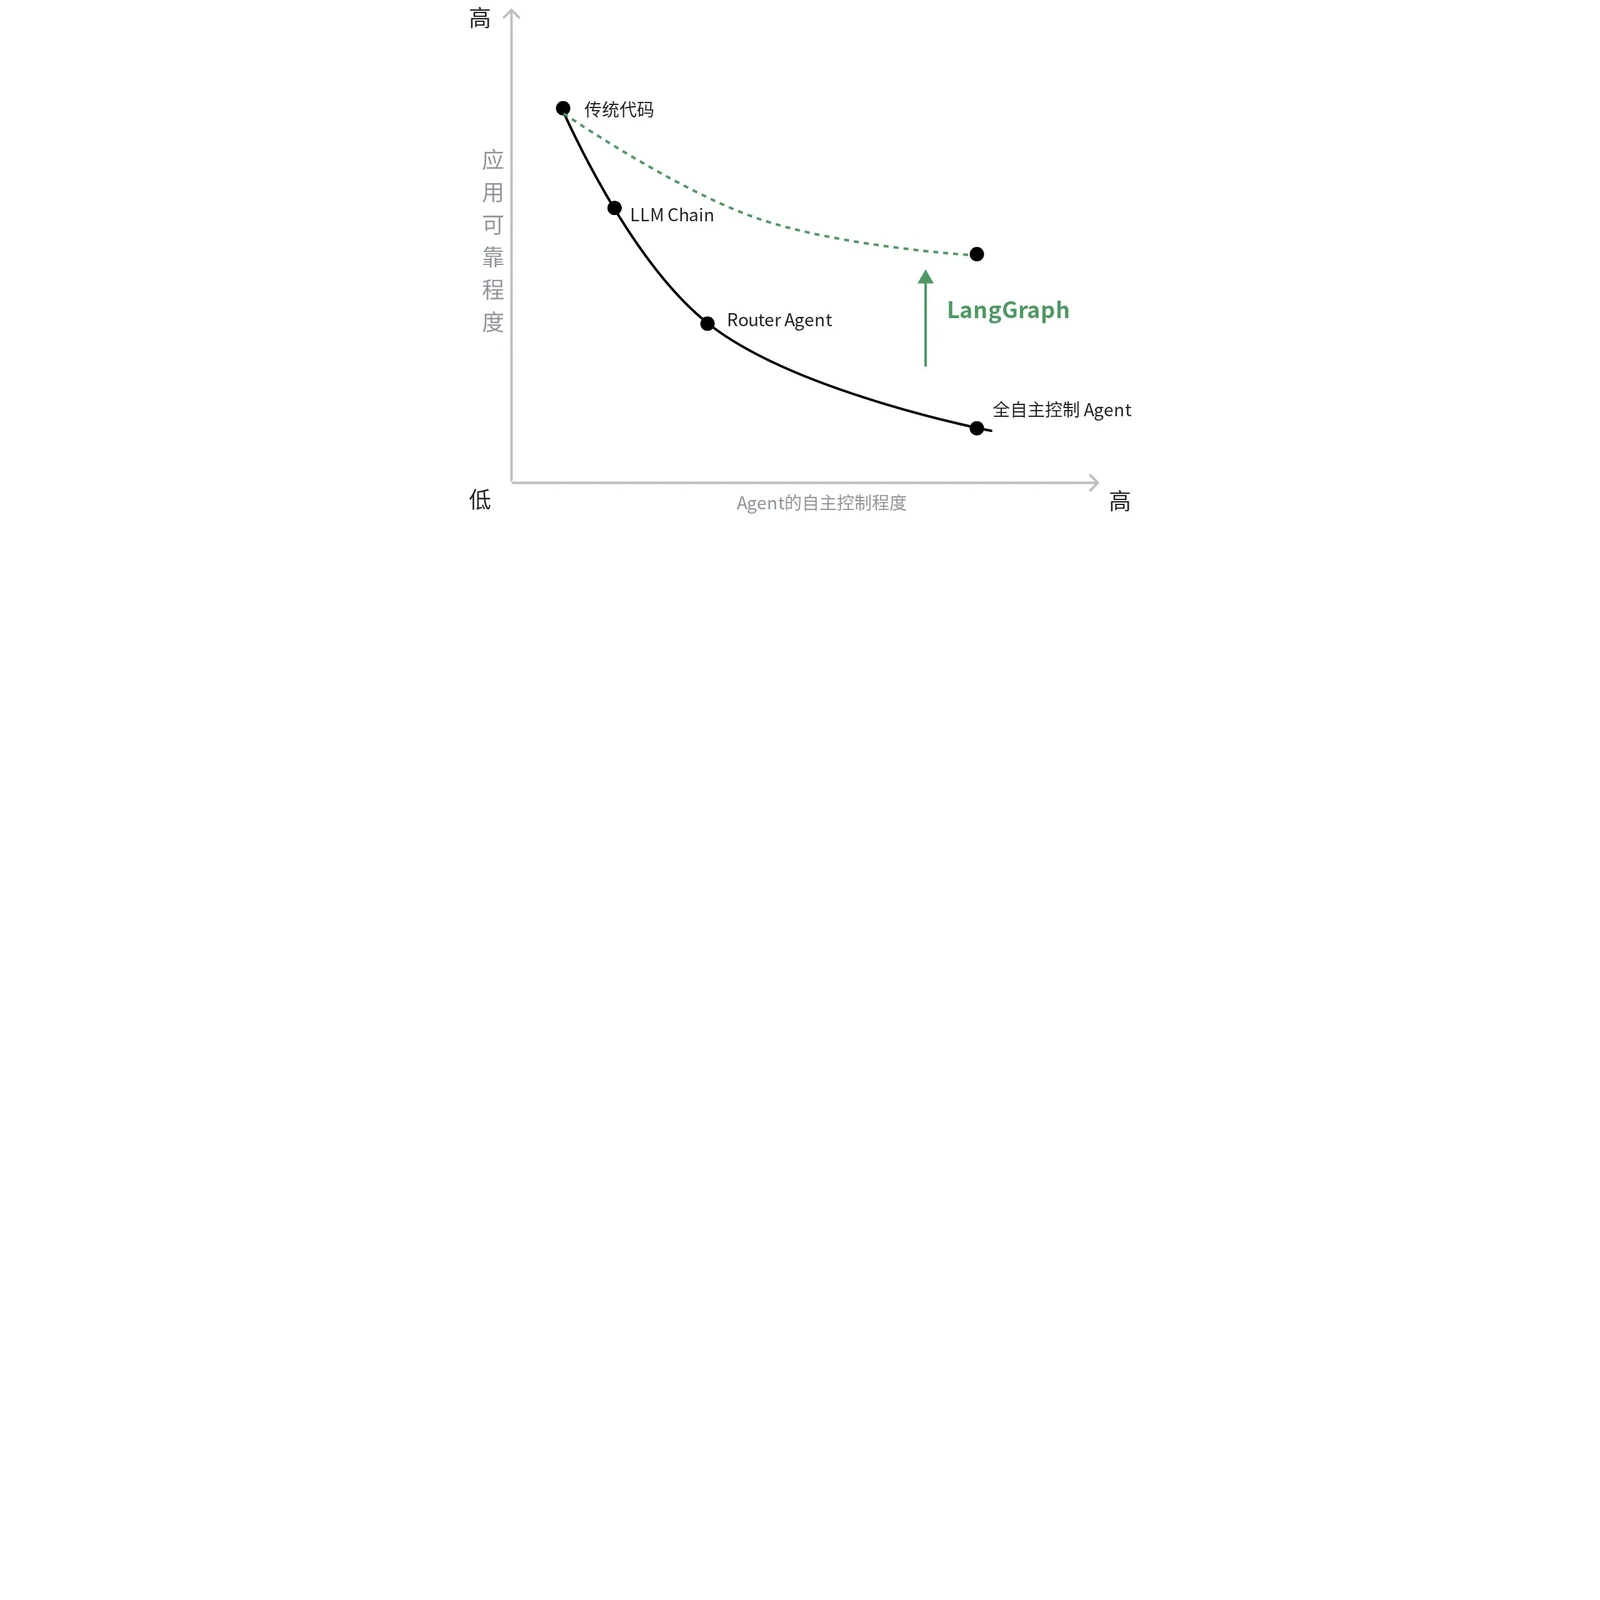 高
传统代码
应用可靠程度
LLM Chain
LangGraph
Router Agent
全自主控制 Agent
低
Agent的自主控制程度
高